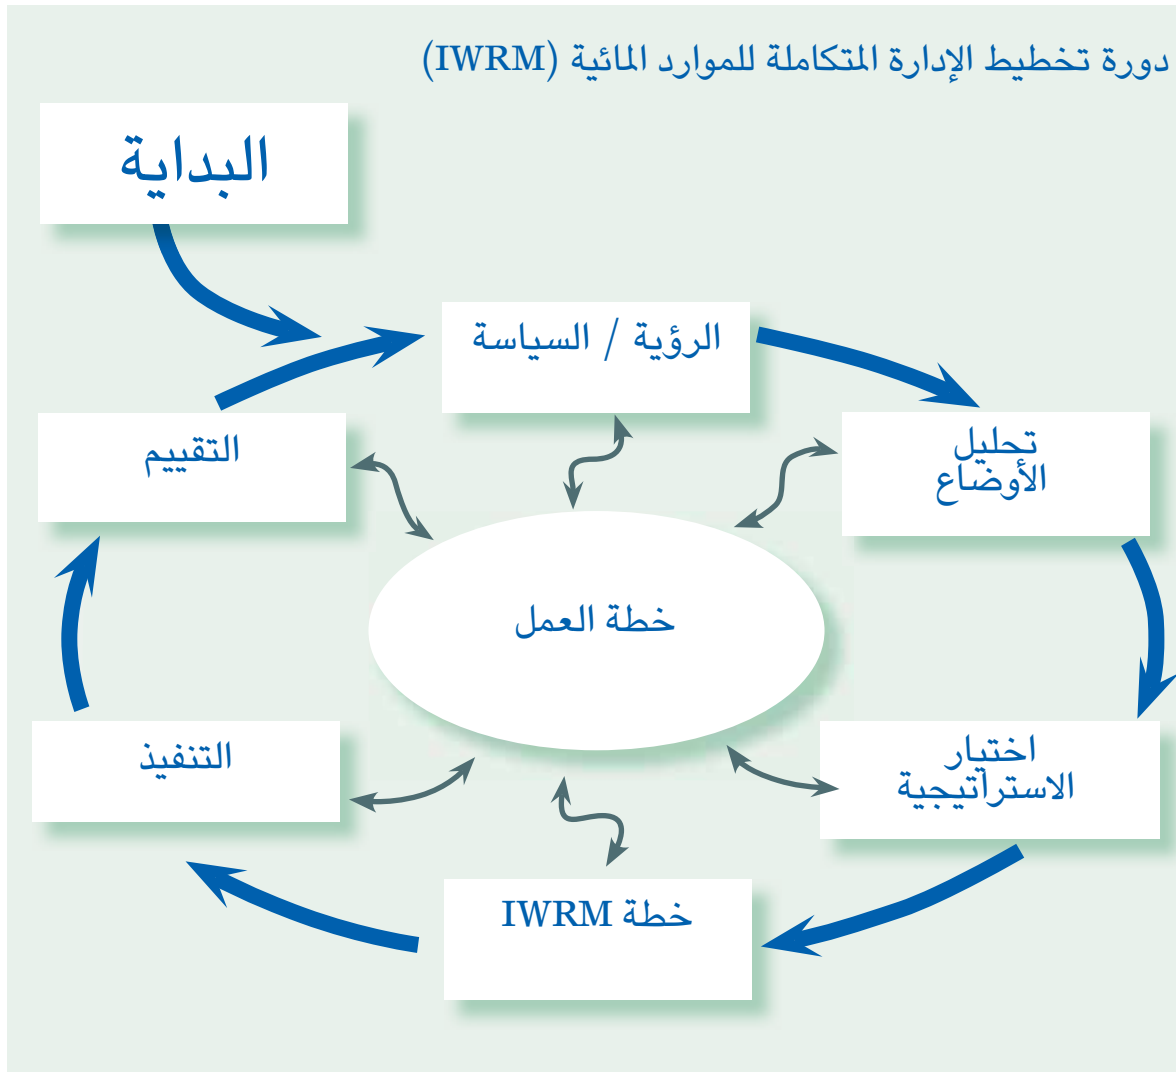 دورة تخطيط الإدارة المتكاملة للموارد المائية (IWRM)
البداية
الرؤية / السياسة
تحليل
الأوضاع
التقييم
خطة العمل
اختيار
الاستراتيجية
التنفيذ
خطة IWRM